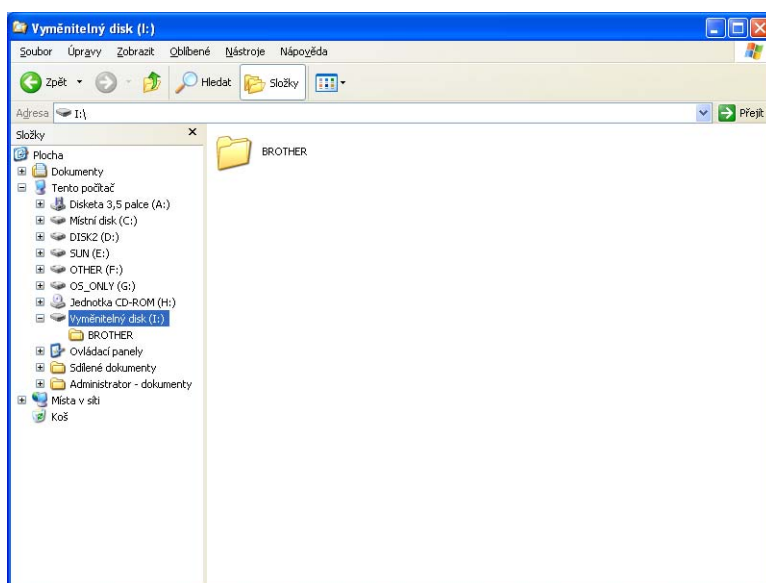 Vyměnitelný disk (I:)
Soubor Úpravy Zobrazit Oblíbené Nástroje Nápověda
Zpět Hledat Složky
Adresa I:\ Přejít
Složky
BROTHER
Plocha
Dokumenty
Tento počítač
Disketa 3,5 palce (A:)
Místní disk (C:)
DISK2 (D:)
SUN (E:)
OTHER (F:)
OS_ONLY (G:)
Jednotka CD-ROM (H:)
Vyměnitelný disk (I:)
BROTHER
Ovládací panely
Sdílené dokumenty
Administrator - dokumenty
Místa v síti
Koš